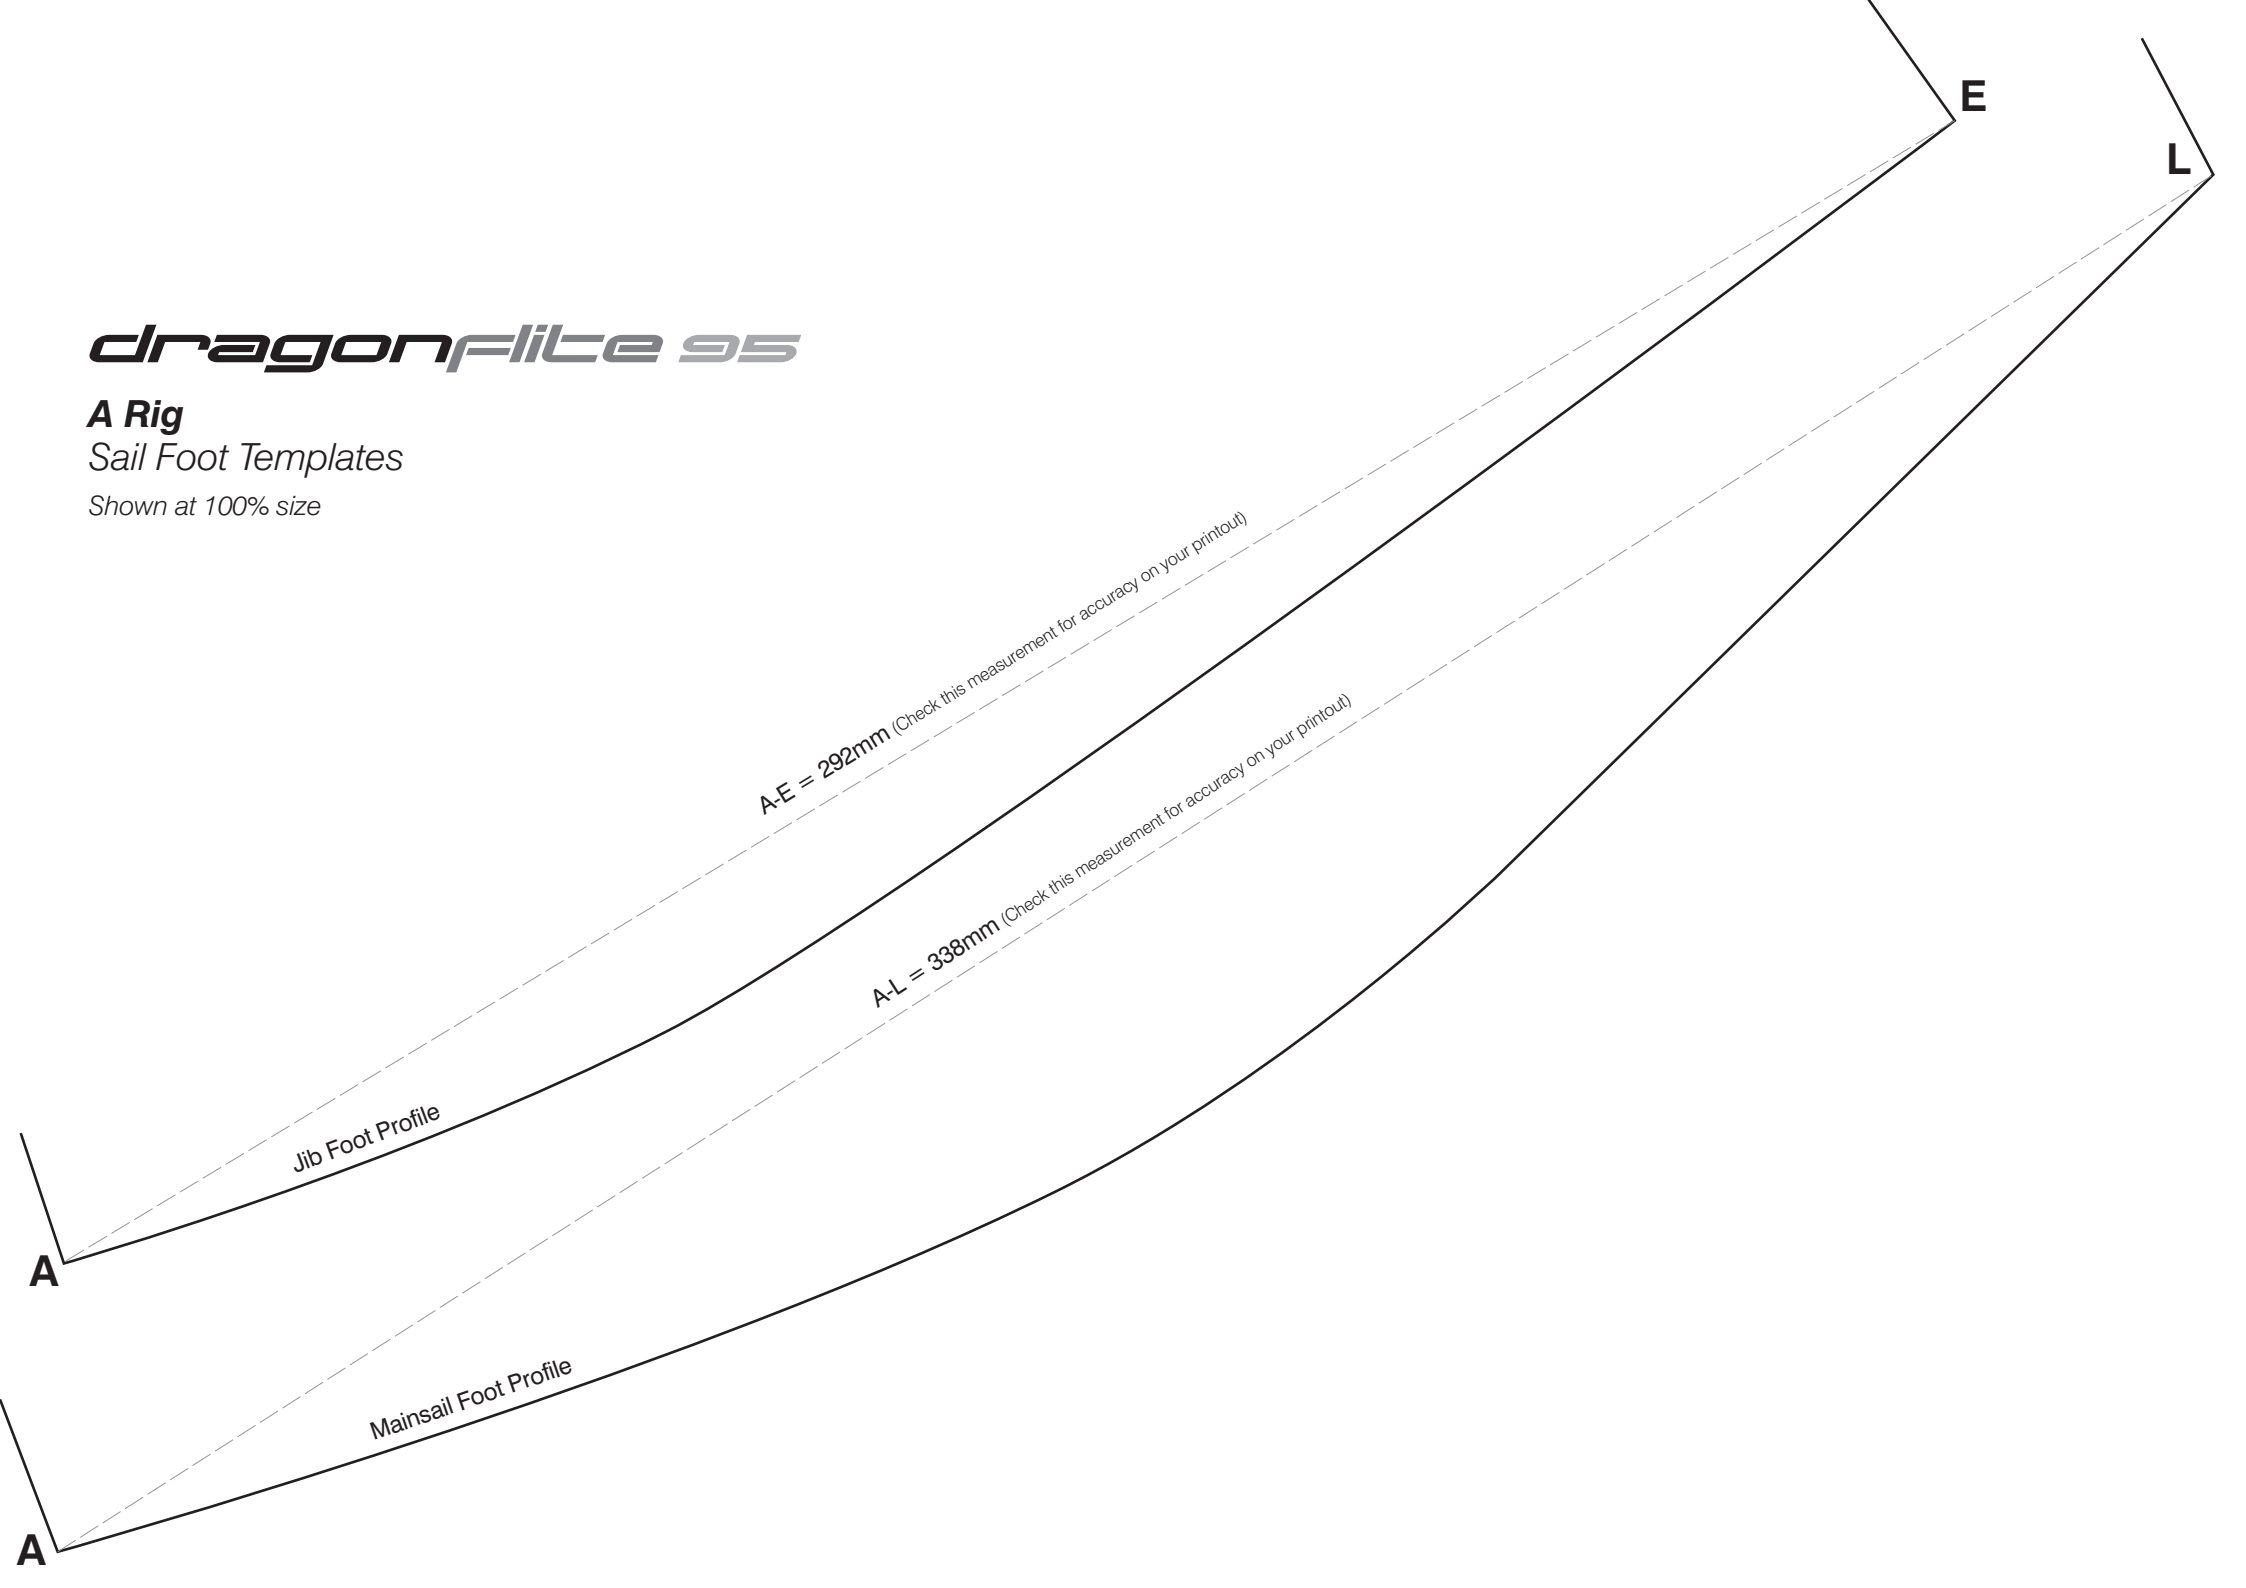 dragonflite 95
A Rig
Sail Foot Templates
Shown at 100% size
E
L
A-E = 292mm (Check this measurement for accuracy on your printout)
A-L = 338mm (Check this measurement for accuracy on your printout)
Jib Foot Profile
A
Mainsail Foot Profile
A